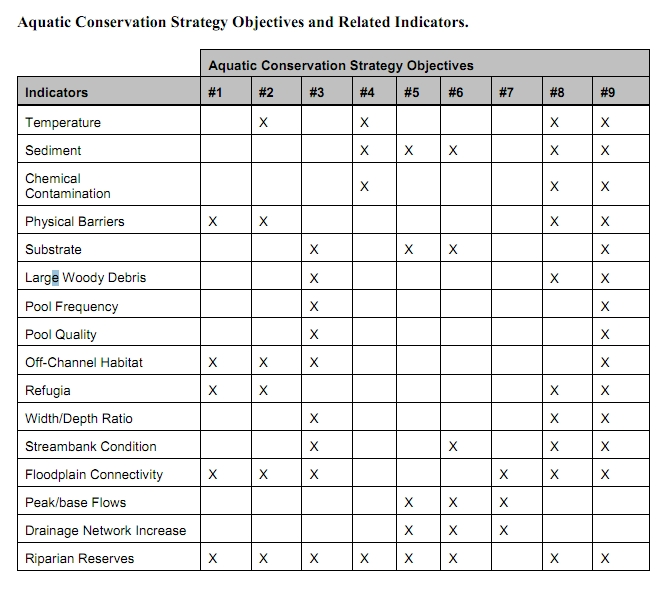 Aquatic Conservation Strategy Objectives and Related Indicators.
Aquatic Conservation Strategy Objectives
Indicators #1 #2 #3 #4 #5 #6 #7 #8 #9
Temperature X X X X
Sediment X X X X X
Chemical
Contamination X X X
Physical Barriers X X X X
Substrate X X X X
Large Woody Debris X X X
Pool Frequency X X
Pool Quality X X
Off-Channel Habitat X X X X
Refugia X X X X
Width/Depth Ratio X X X
Streambank Condition X X X X
Floodplain Connectivity X X X X X X
Peak/base Flows X X X
Drainage Network Increase X X X
Riparian Reserves X X X X X X X X